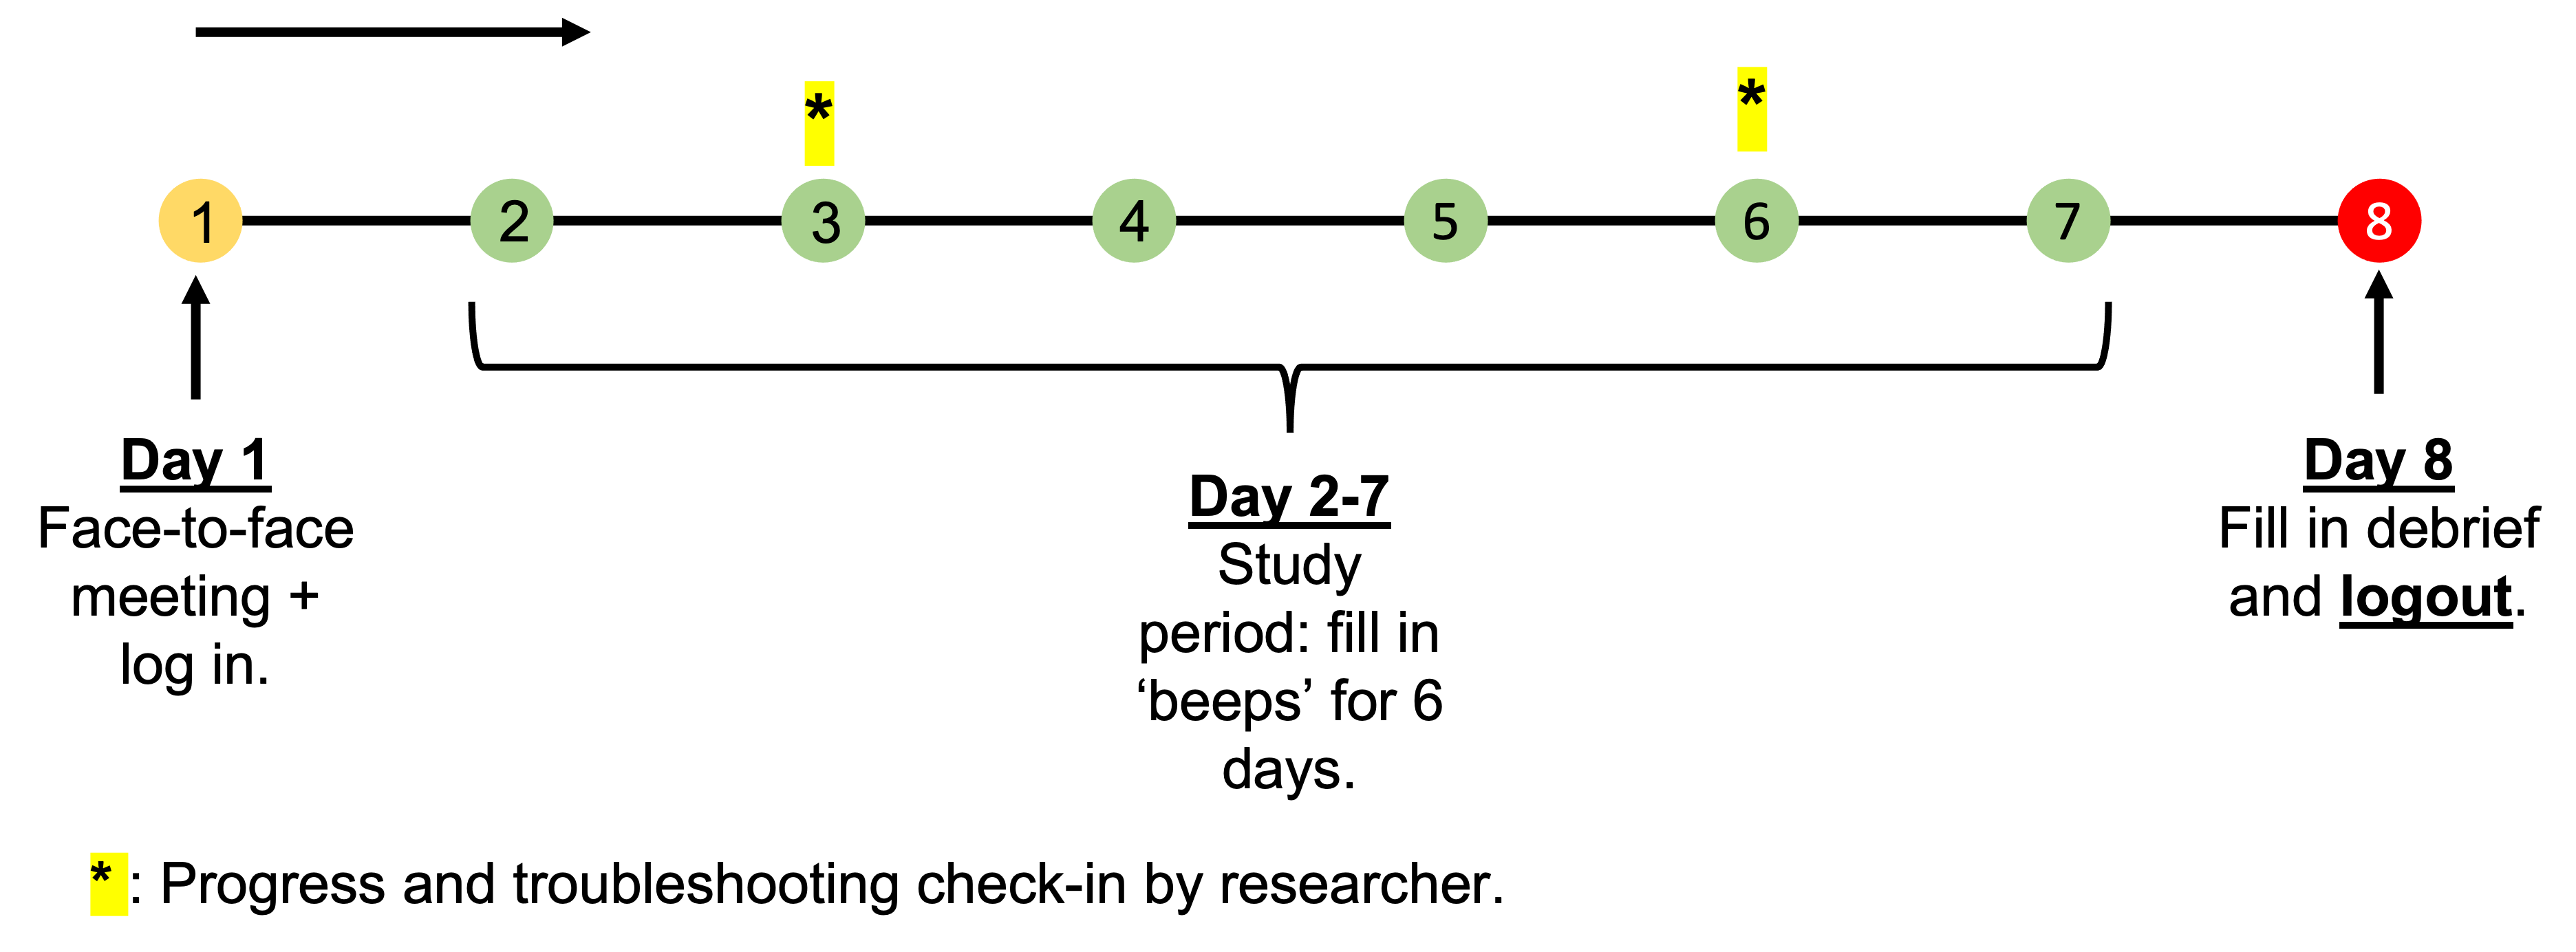 *
*
1 2 3 4 5 6 7 8
Day 1
Face-to-face
meeting +
log in.
Day 2-7
Study
period: fill in
‘beeps’ for 6
days.
Day 8
Fill in debrief
and logout.
* : Progress and troubleshooting check-in by researcher.